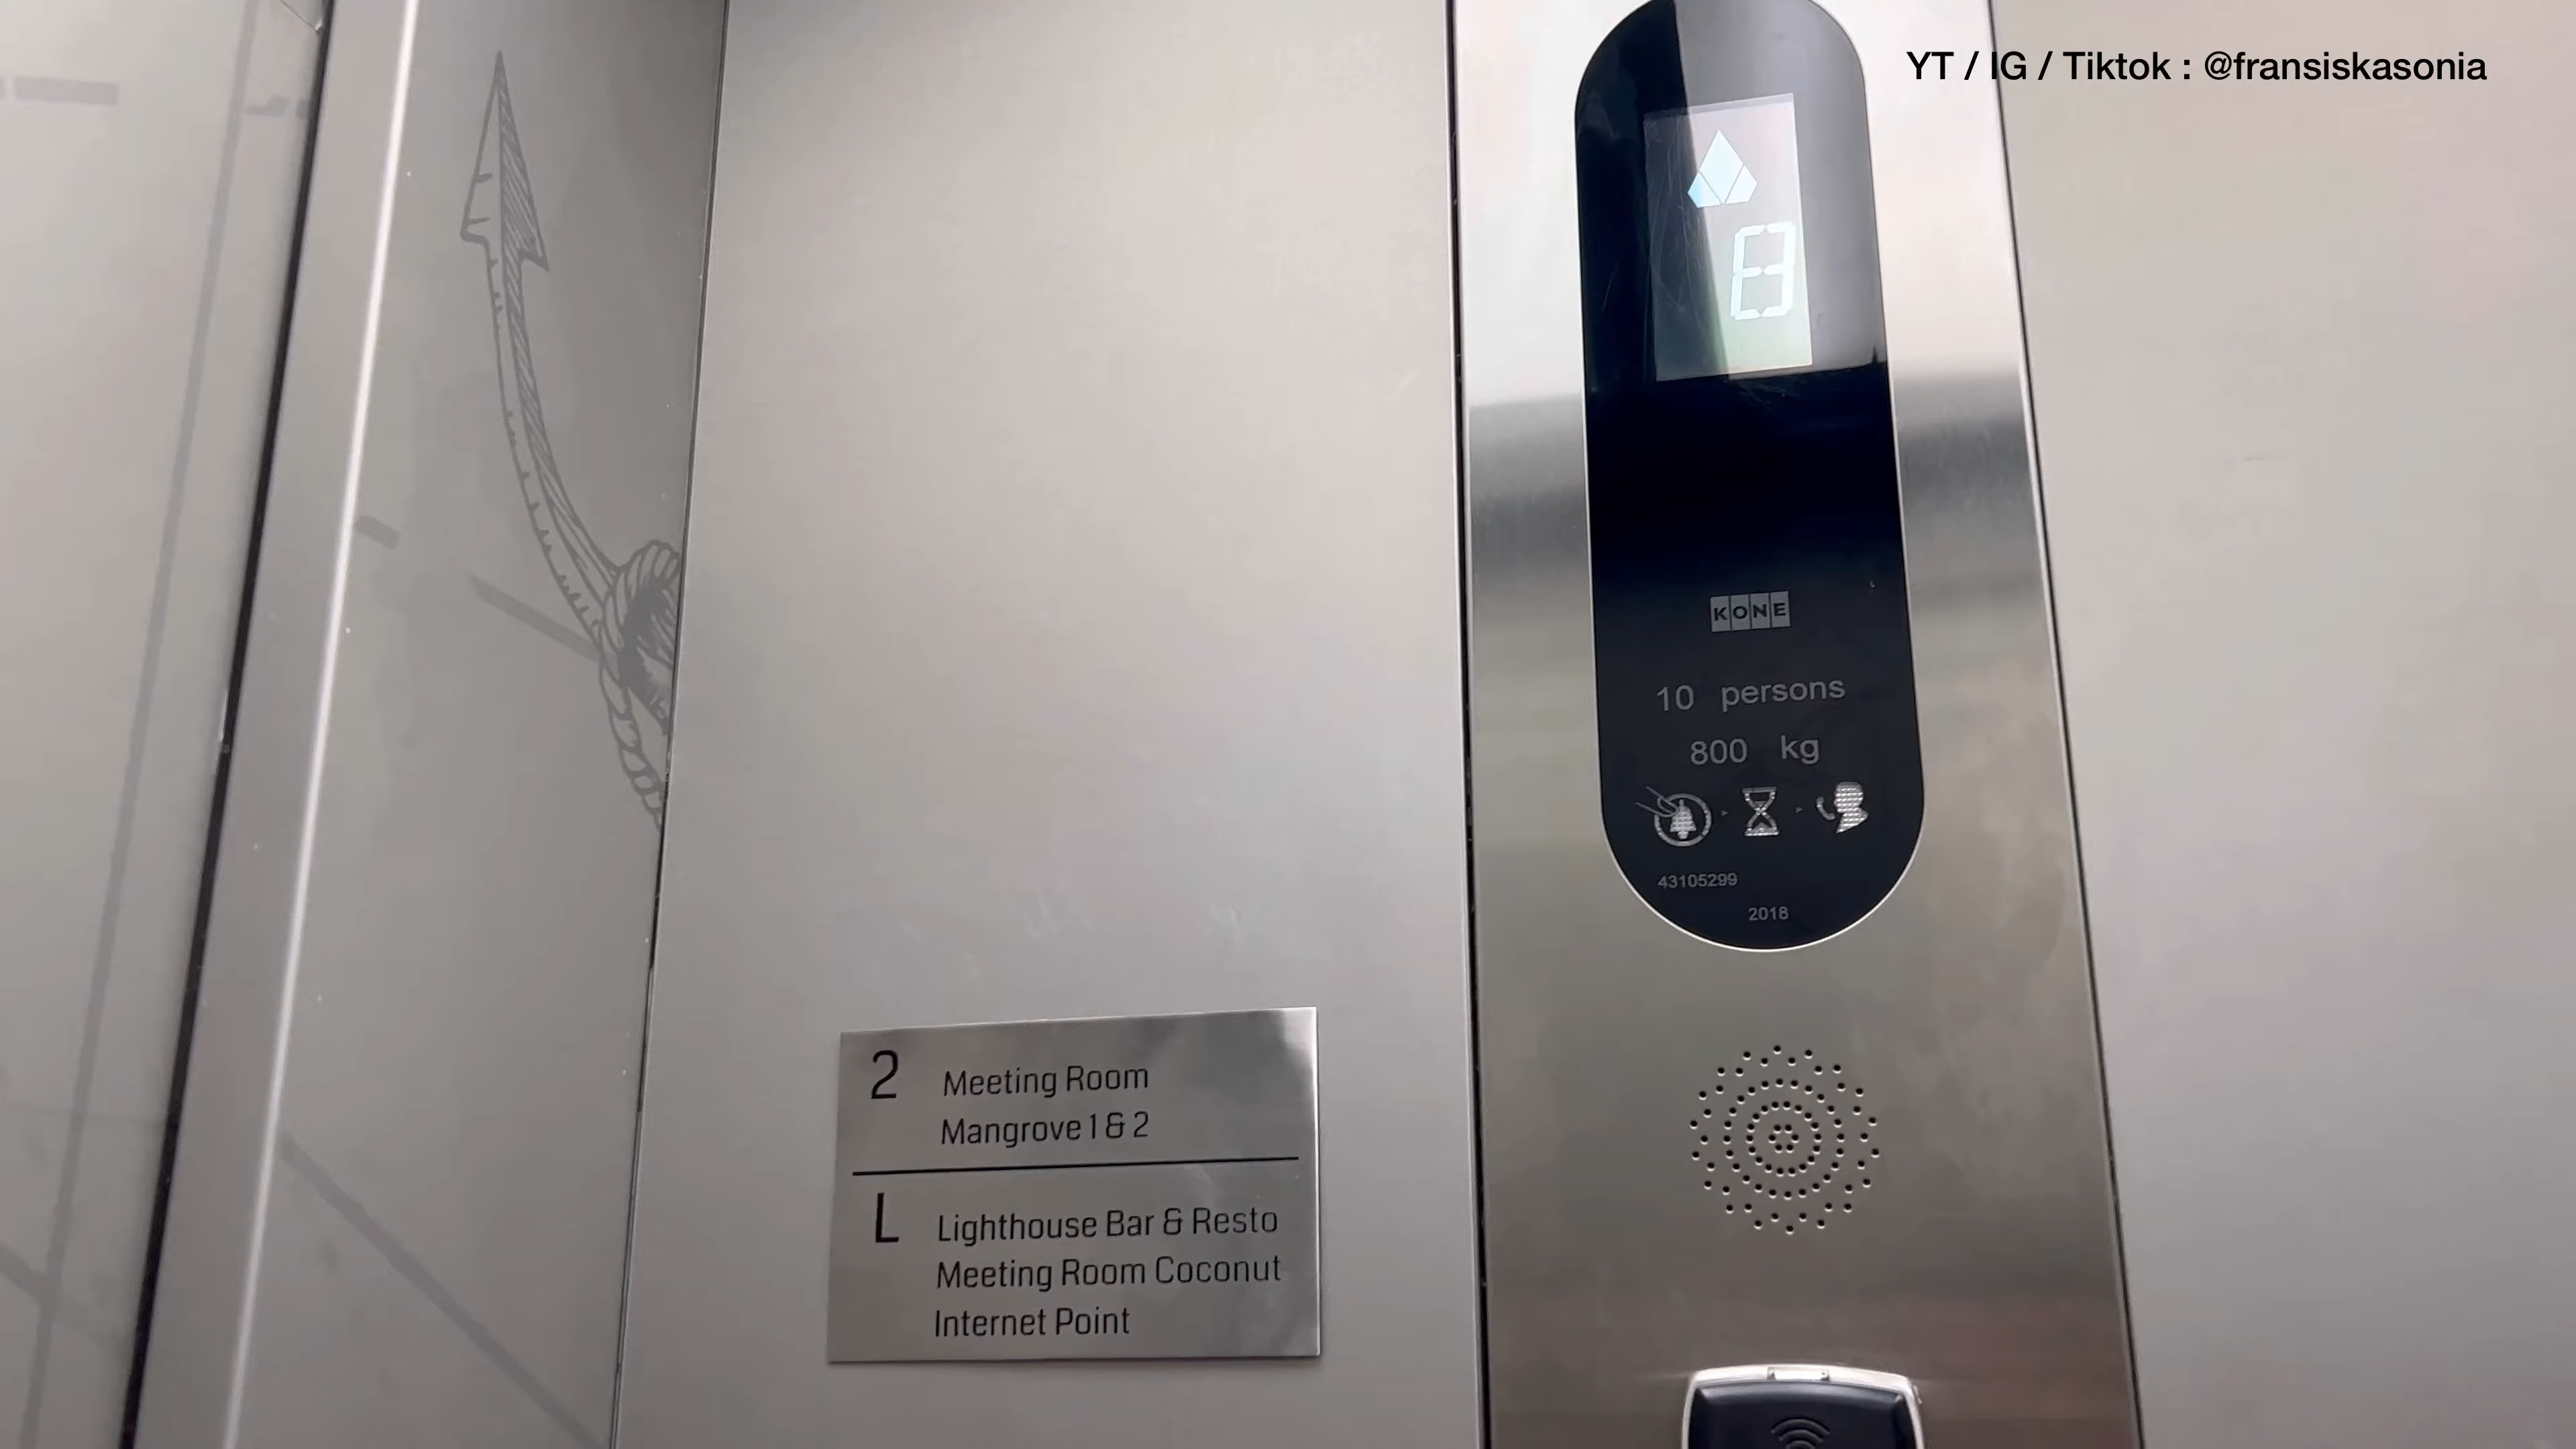 YT / IG / Tiktok : @fransiskasonia
8
KONE
10 persons
800 kg
43105299
2018
2 Meeting Room
Mangrove 1 & 2
L Lighthouse Bar & Resto
Meeting Room Coconut
Internet Point